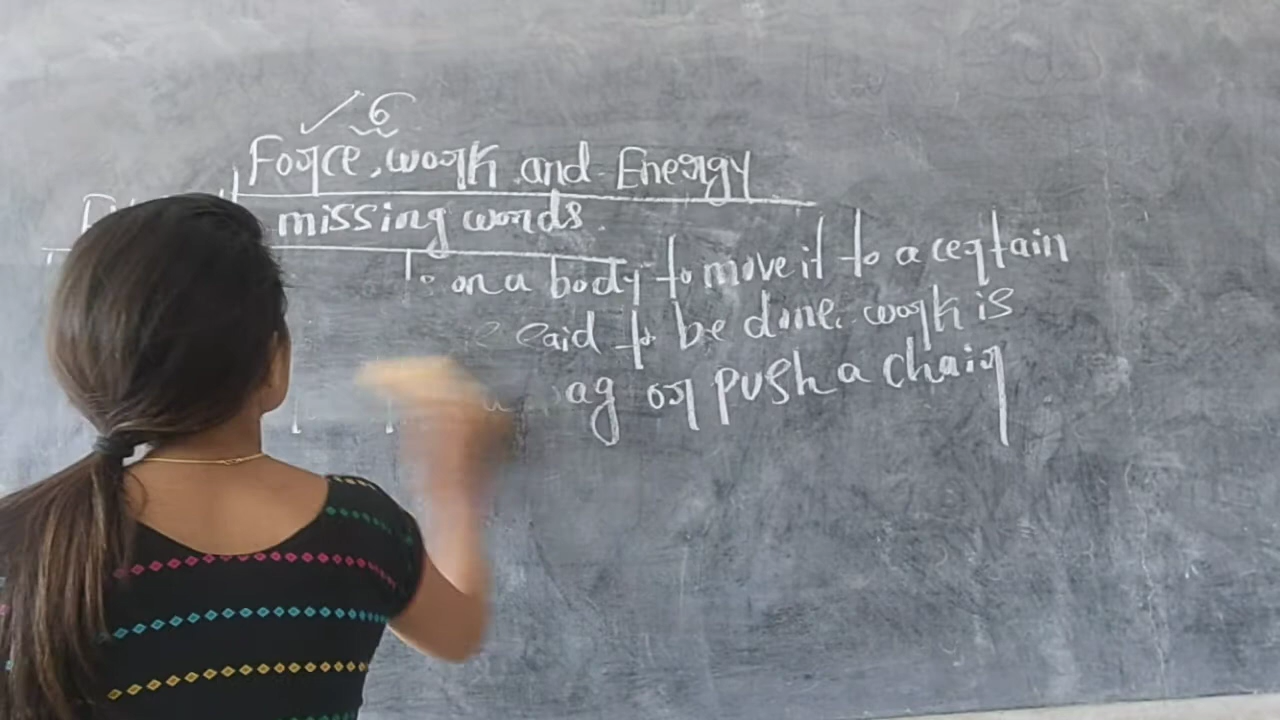 6
Force, work and Energy
missing words.
on a body to move it to a certain
said to be done. work is
ag or push a chair